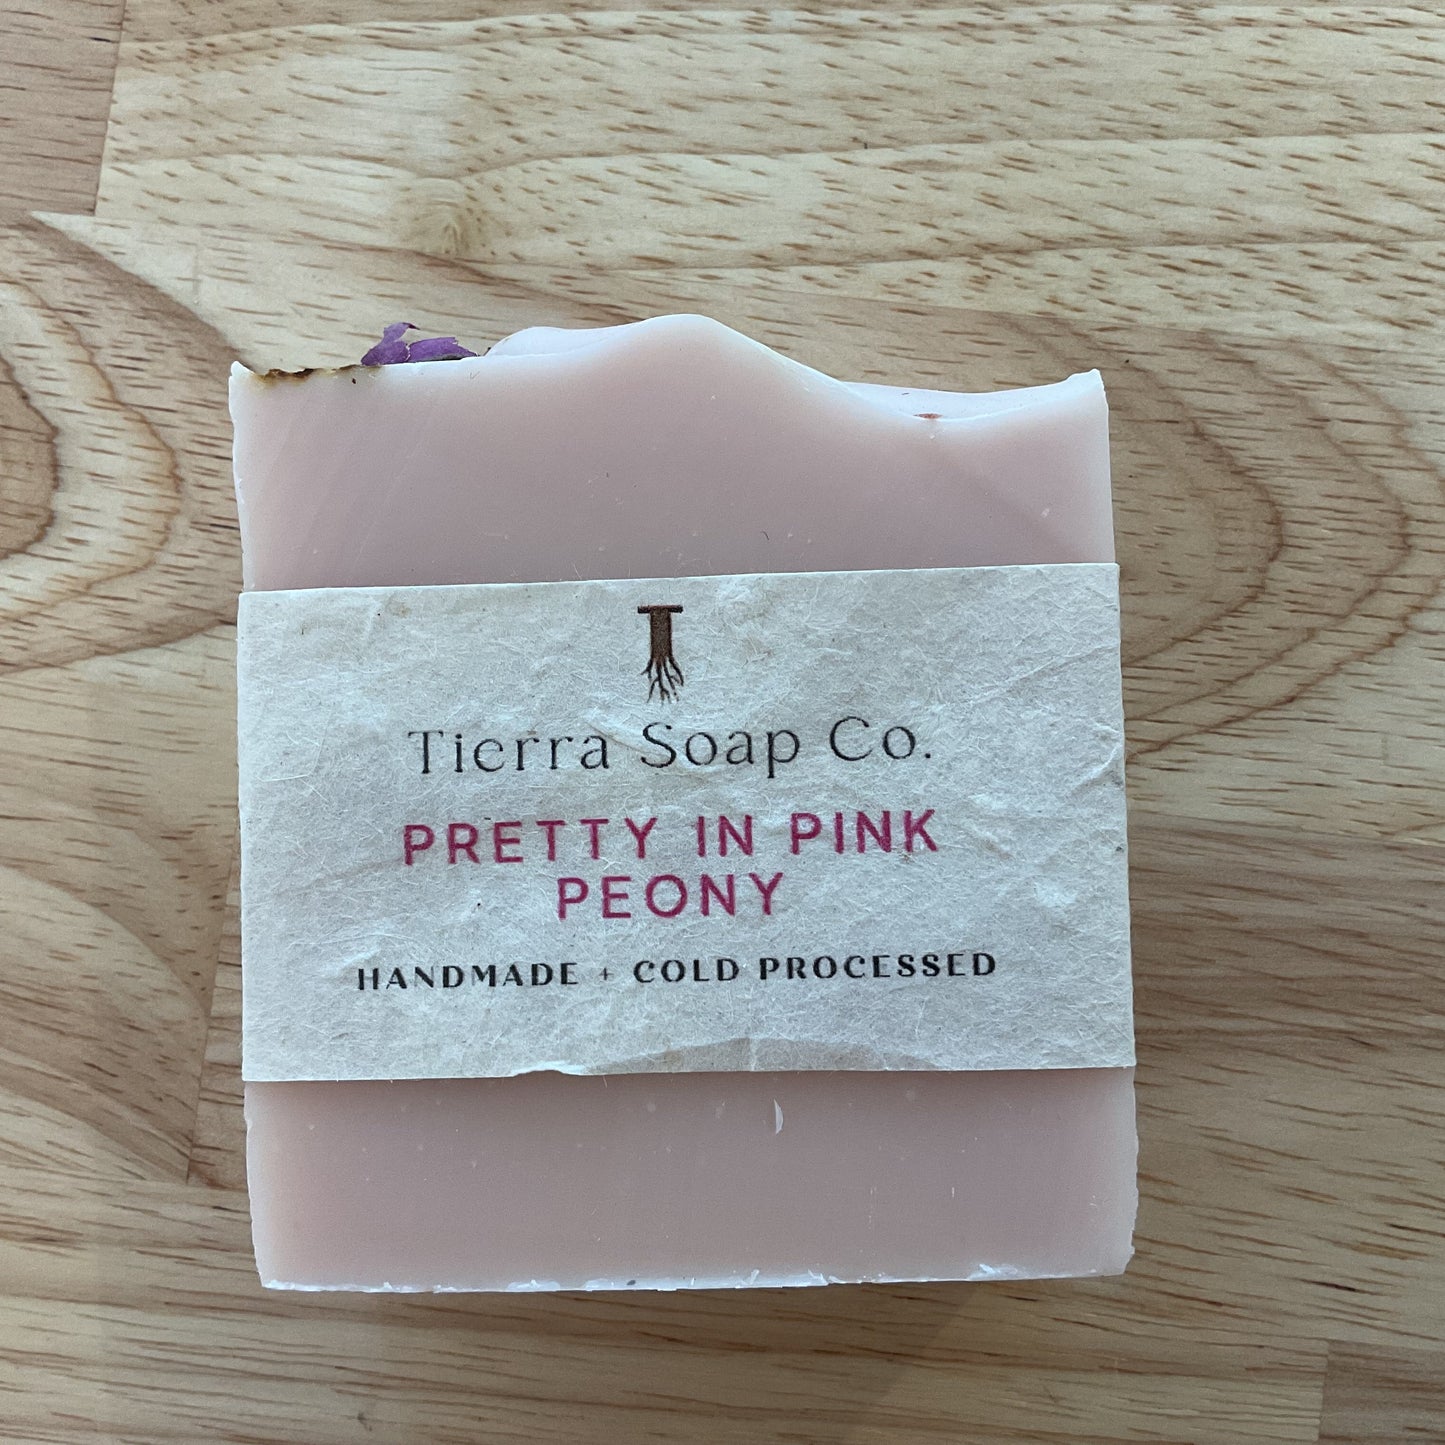 T
Tierra Soap Co.
PRETTY IN PINK
PEONY
HANDMADE + COLD PROCESSED